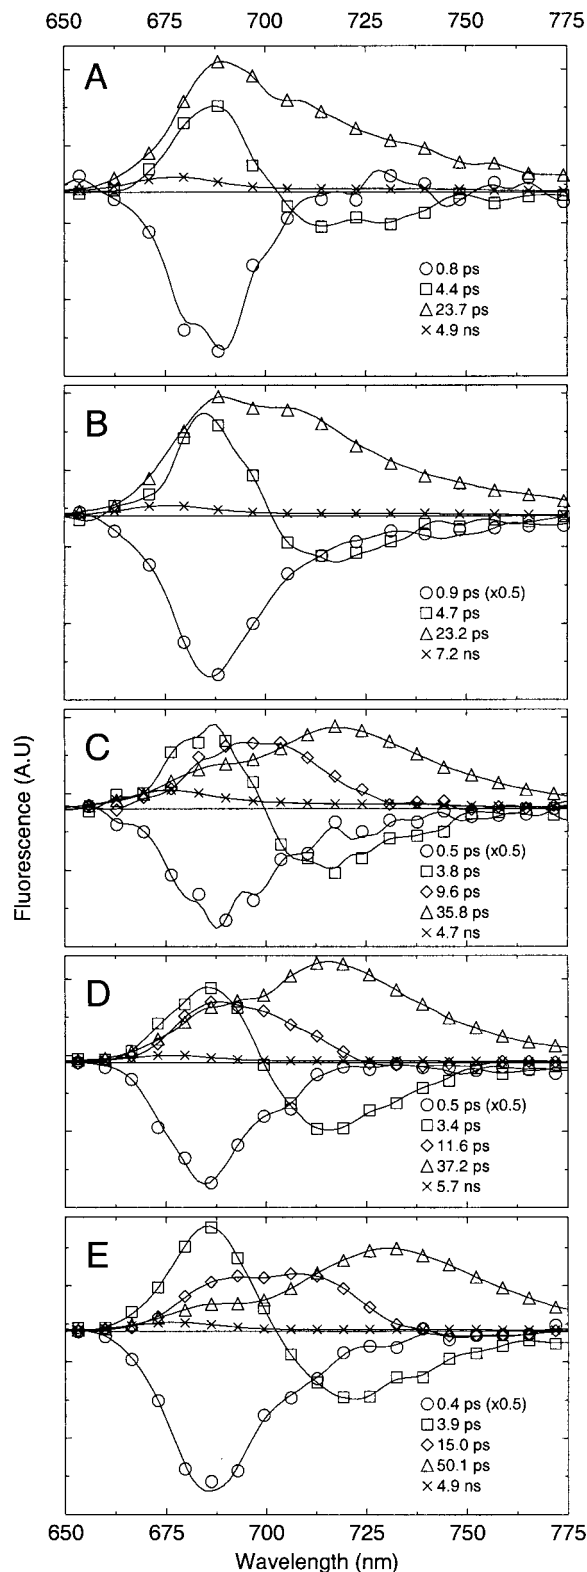 650 675 700 725 750 775
A
○ 0.8 ps
□ 4.4 ps
△ 23.7 ps
× 4.9 ns
B
○ 0.9 ps (x0.5)
□ 4.7 ps
△ 23.2 ps
× 7.2 ns
C
○ 0.5 ps (x0.5)
□ 3.8 ps
◇ 9.6 ps
△ 35.8 ps
× 4.7 ns
D
○ 0.5 ps (x0.5)
□ 3.4 ps
◇ 11.6 ps
△ 37.2 ps
× 5.7 ns
E
○ 0.4 ps (x0.5)
□ 3.9 ps
◇ 15.0 ps
△ 50.1 ps
× 4.9 ns
650 675 700 725 750 775
Wavelength (nm)
Fluorescence (A.U)